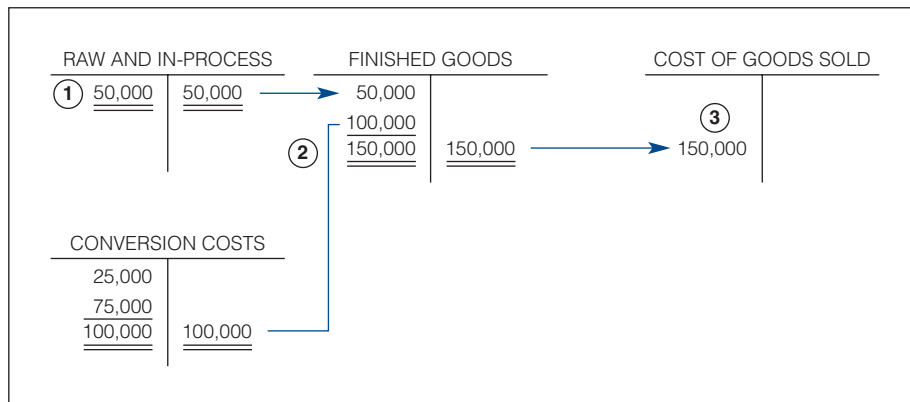 RAW AND IN-PROCESS
1 50,000 50,000
FINISHED GOODS
50,000
100,000
2 150,000 150,000
COST OF GOODS SOLD
3
150,000
CONVERSION COSTS
25,000
75,000
100,000 100,000